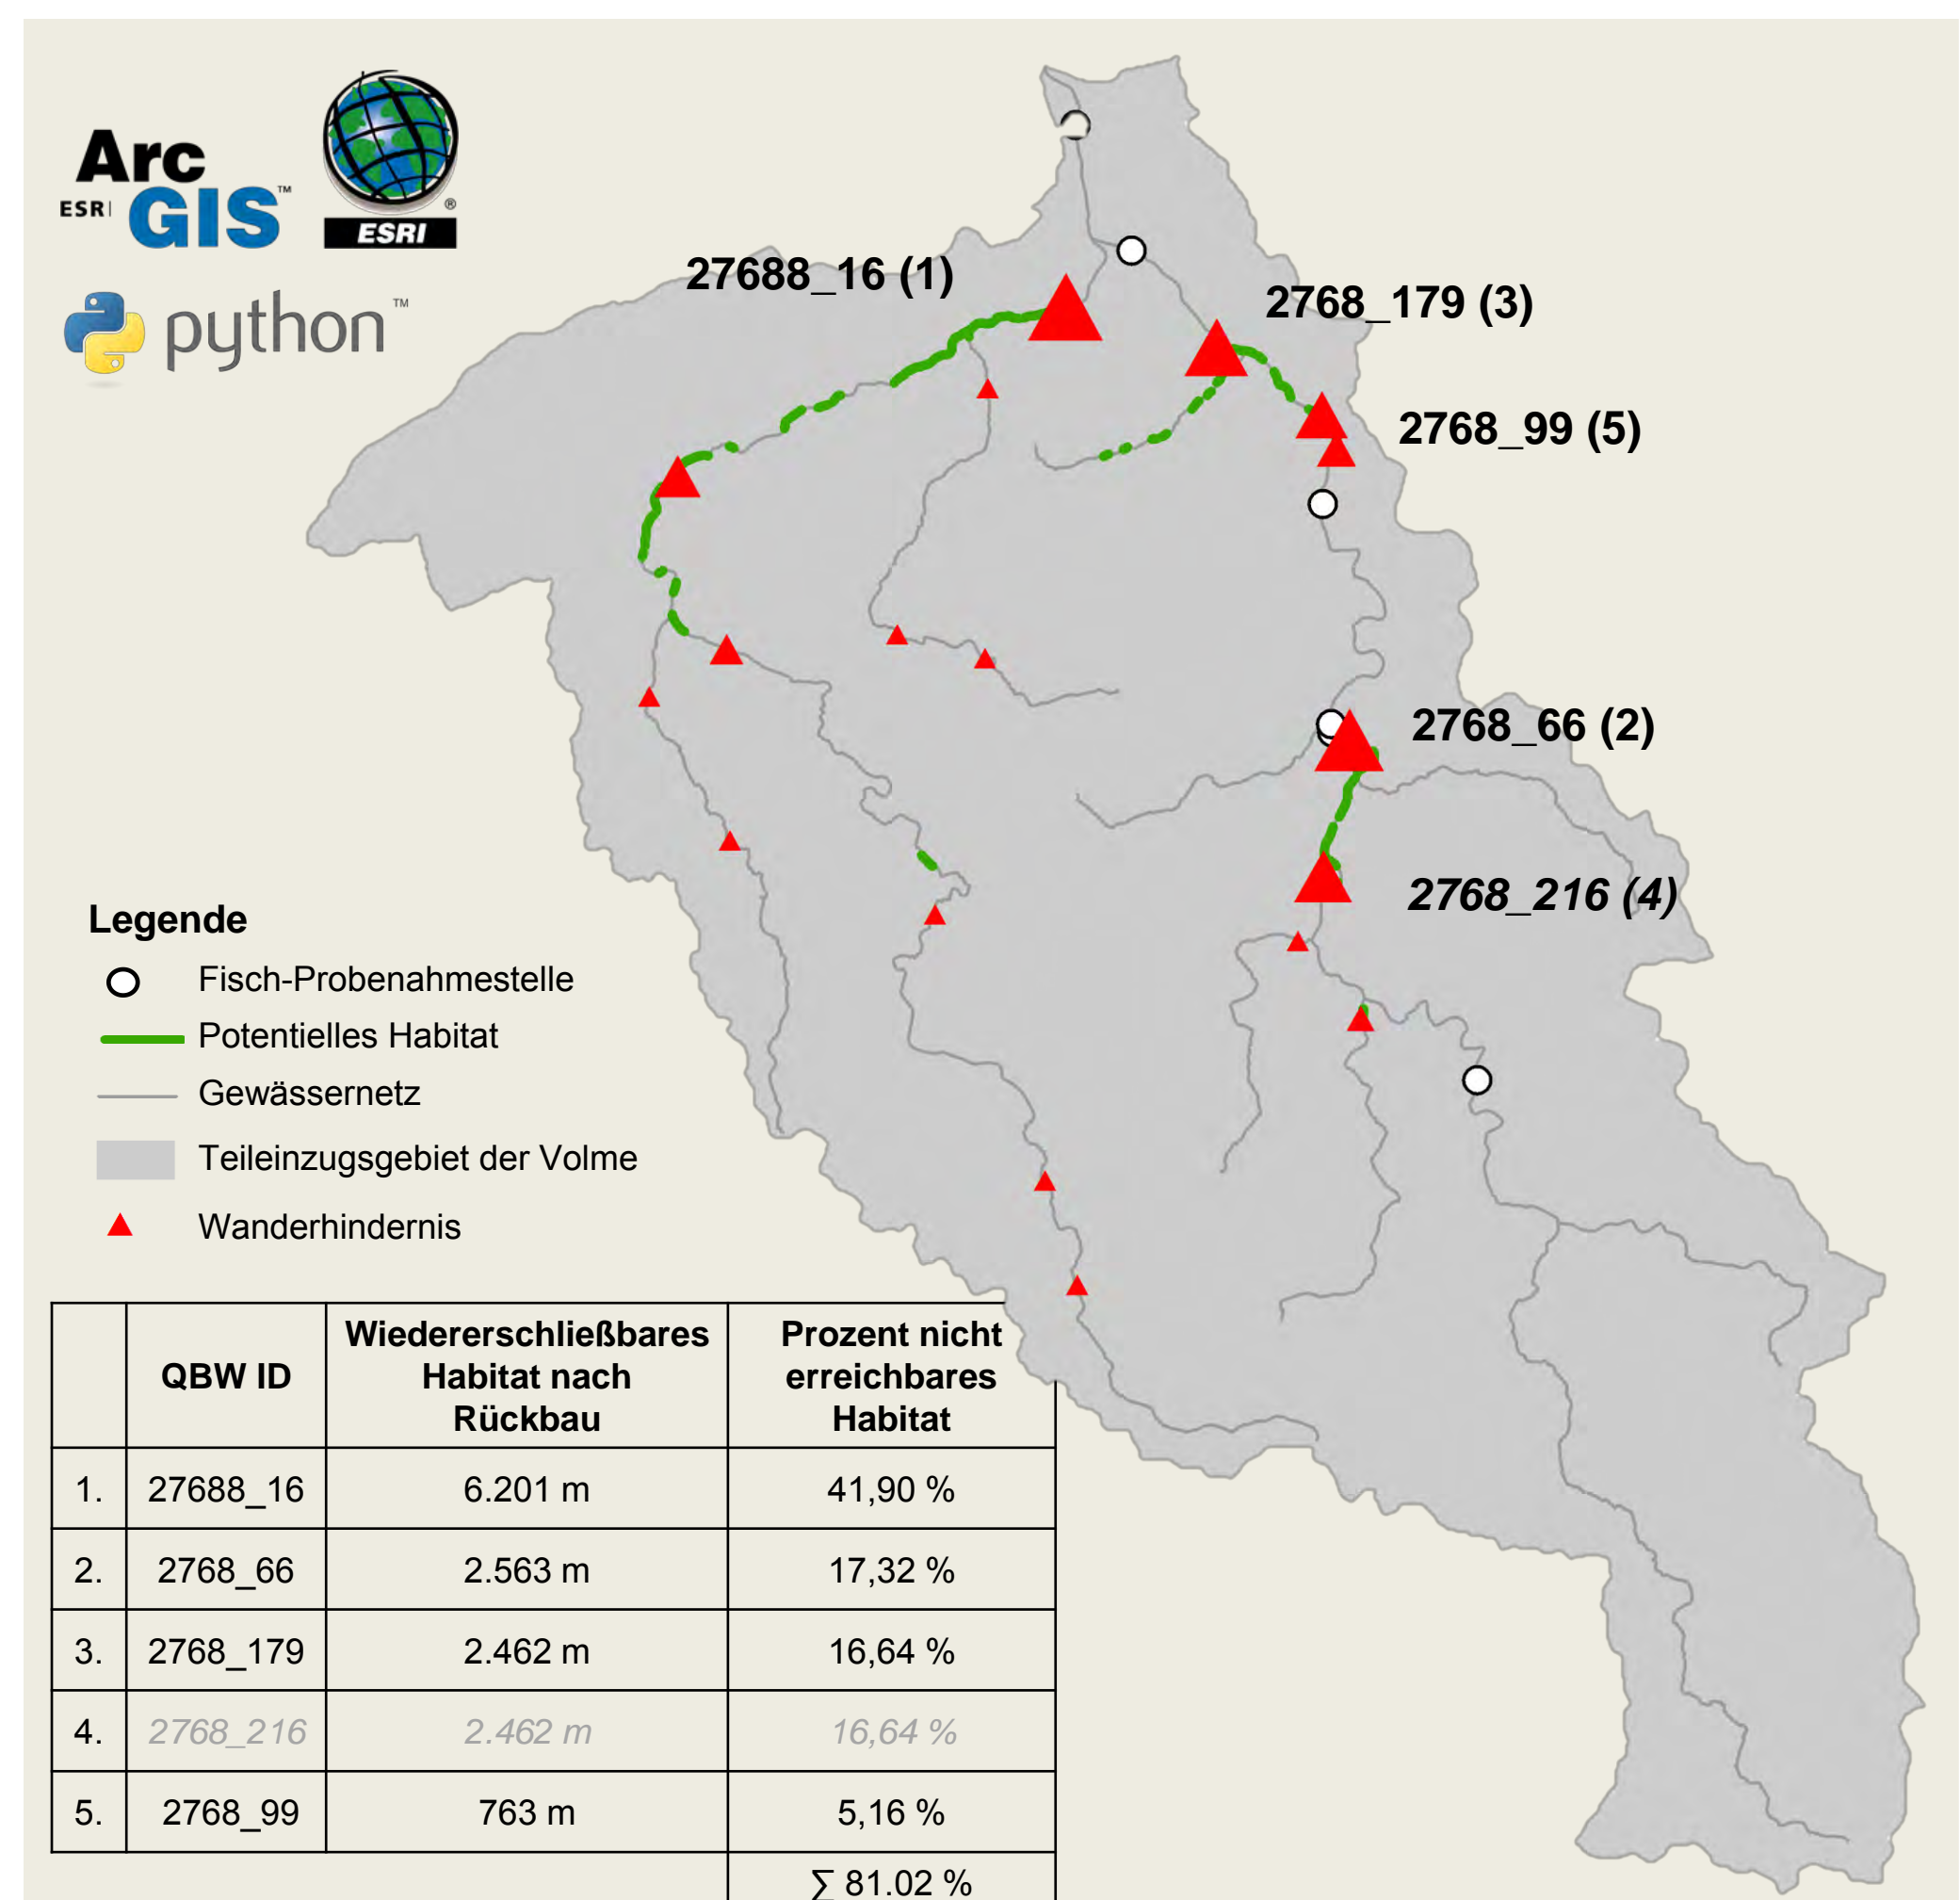 Arc
ESRI GIS™
®
ESRI
python™
27688_16 (1)
2768_179 (3)
2768_99 (5)
2768_66 (2)
2768_216 (4)
Legende
Fisch-Probenahmestelle
Potentielles Habitat
Gewässernetz
Teileinzugsgebiet der Volme
Wanderhindernis
QBW ID
Wiedererschließbares
Habitat nach
Rückbau
Prozent nicht
erreichbares
Habitat
1. 27688_16 6.201 m 41,90 %
2. 2768_66 2.563 m 17,32 %
3. 2768_179 2.462 m 16,64 %
4. 2768_216 2.462 m 16,64 %
5. 2768_99 763 m 5,16 %
∑ 81.02 %